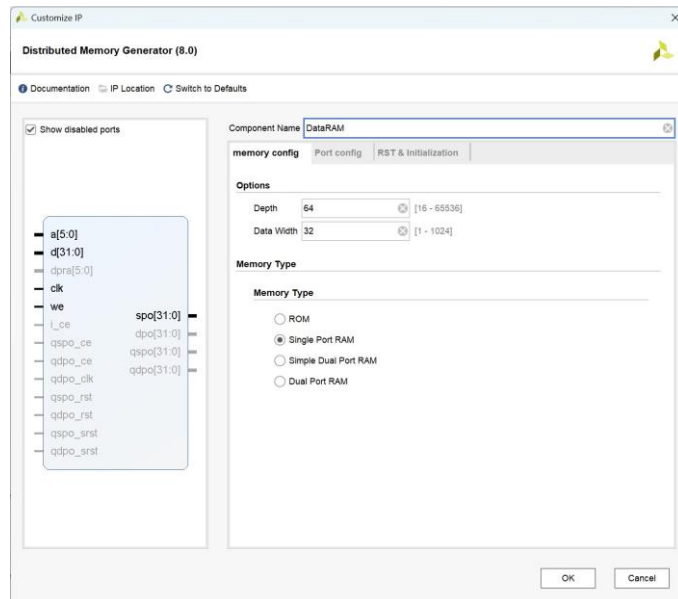 Customize IP
Distributed Memory Generator (8.0)
Documentation IP Location Switch to Defaults
Show disabled ports
a[5:0]
d[31:0]
dpra[5:0]
clk
we
i_ce
qspo_ce
qdpo_ce
qdpo_clk
qspo_rst
qdpo_rst
qspo_srst
qdpo_srst
spo[31:0]
dpo[31:0]
qspo[31:0]
qdpo[31:0]
Component Name DataRAM
memory config Port config RST & Initialization
Options
Depth 64 [16 - 65536]
Data Width 32 [1 - 1024]
Memory Type
Memory Type
ROM
Single Port RAM
Simple Dual Port RAM
Dual Port RAM
OK Cancel